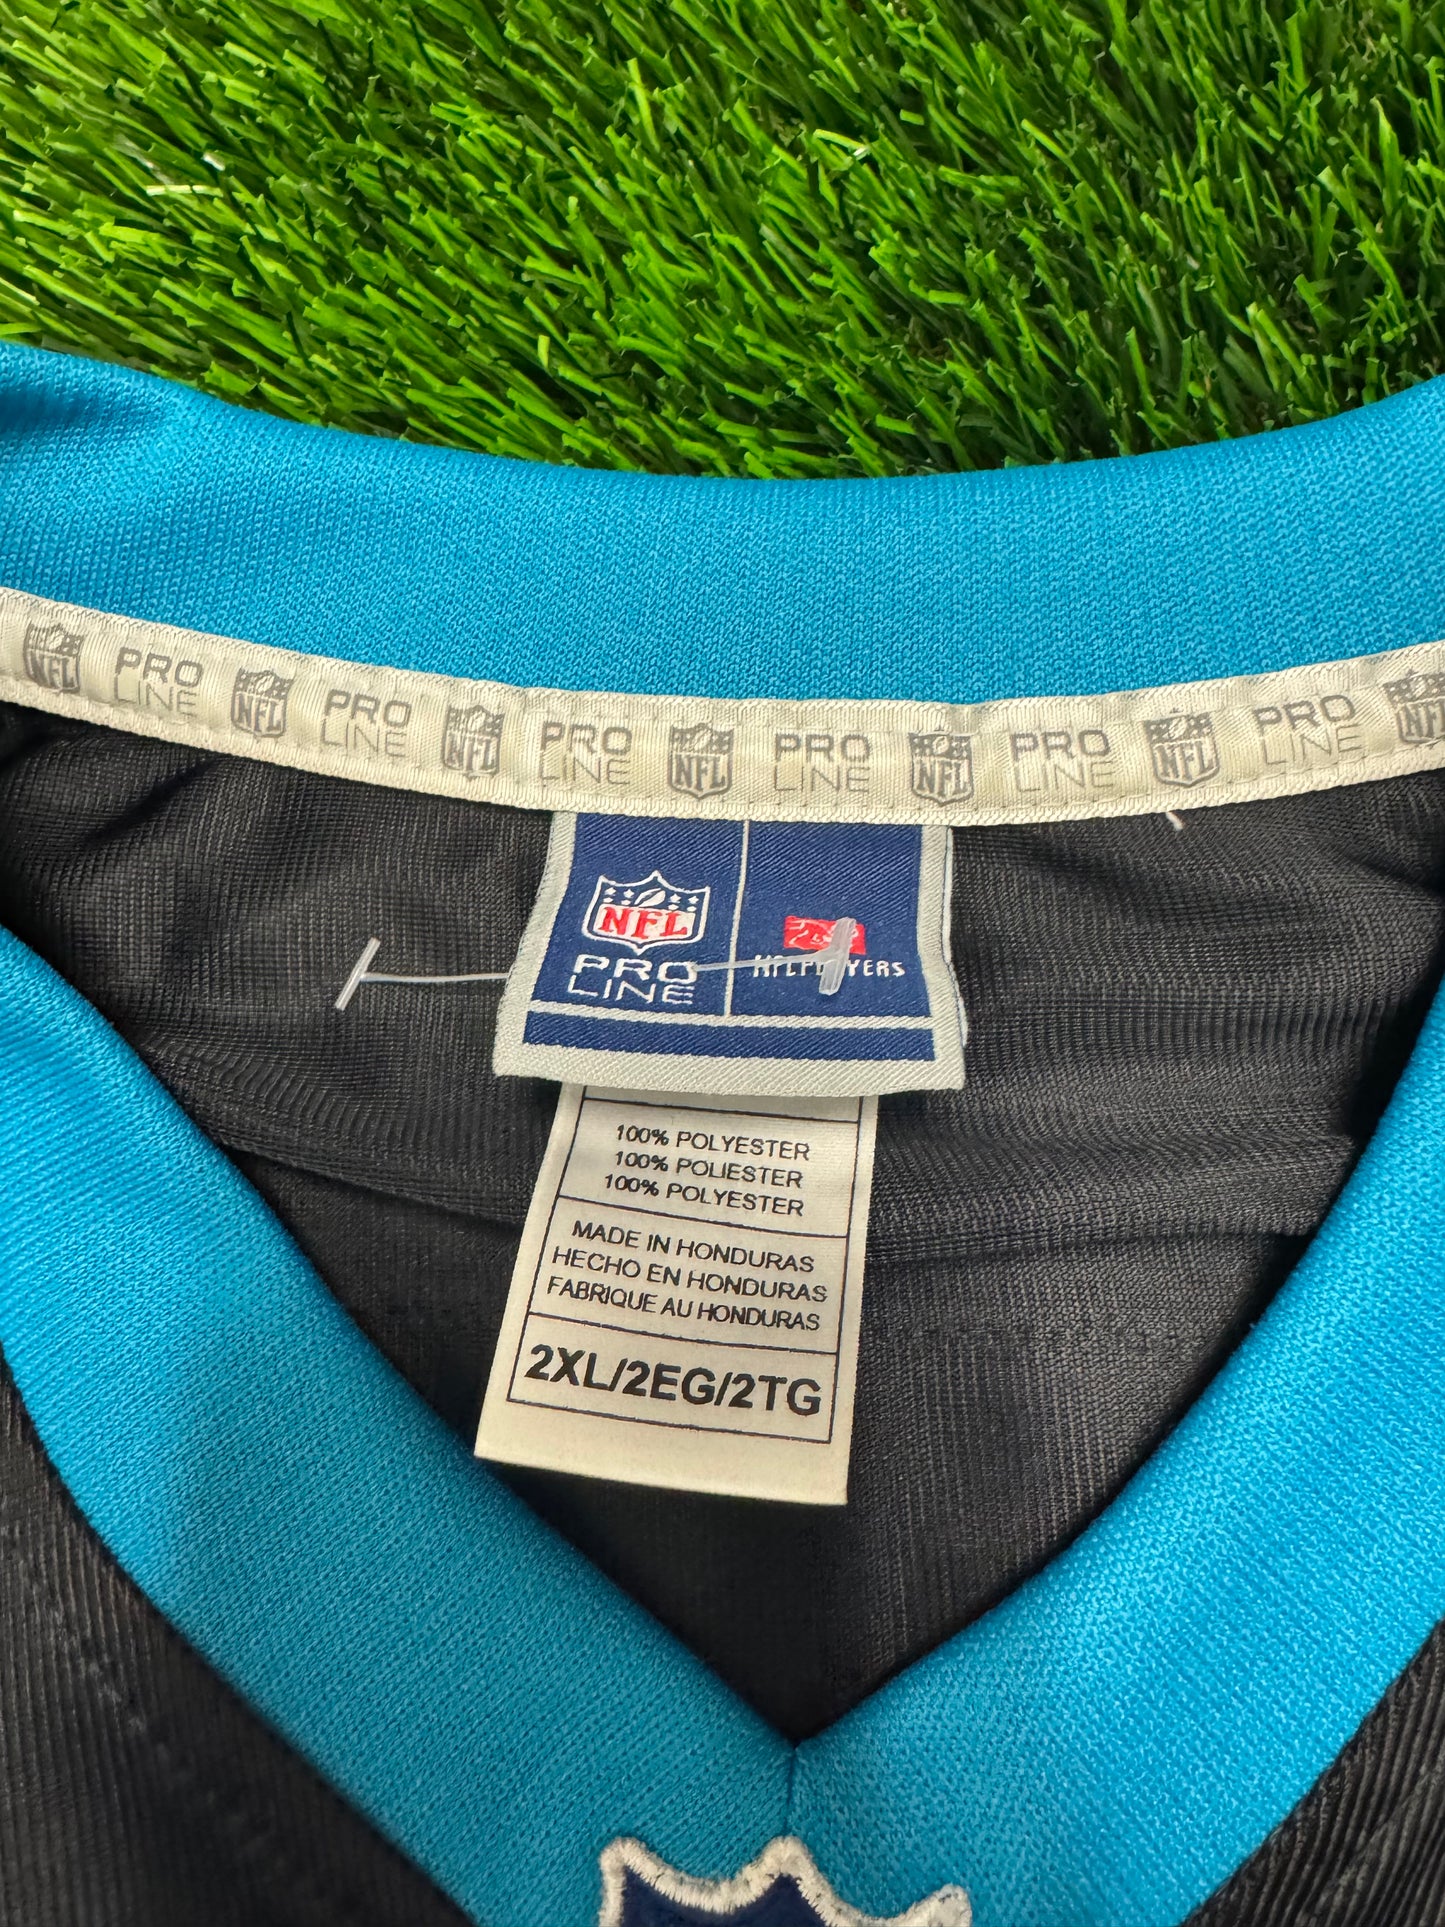 NFL PRO LINE NFL PRO LINE NFL PRO LINE NFL PRO LINE NFL PRO LINE NFL PRO LINE NFL
NFL
PRO
LINE
100% POLYESTER
100% POLIESTER
100% POLYESTER
MADE IN HONDURAS
HECHO EN HONDURAS
FABRIQUE AU HONDURAS
2XL/2EG/2TG